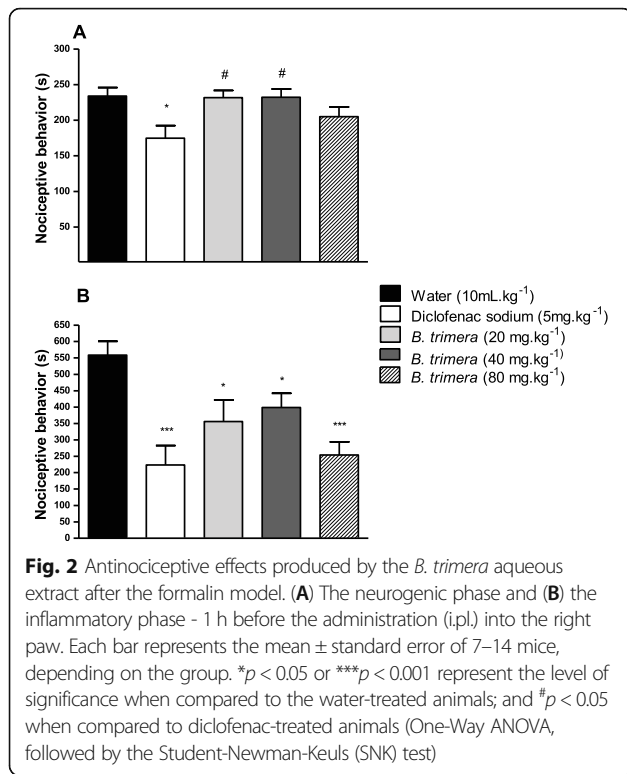 A
300
250
200
150
100
50
Nociceptive behavior (s)
*
#
#
B
650
600
550
500
450
400
350
300
250
200
150
100
50
0
Nociceptive behavior (s)
***
*
*
***
Water (10mL.kg-1)
Diclofenac sodium (5mg.kg-1)
B. trimera (20 mg.kg-1)
B. trimera (40 mg.kg-1)
B. trimera (80 mg.kg-1)
Fig. 2 Antinociceptive effects produced by the B. trimera aqueous
extract after the formalin model. (A) The neurogenic phase and (B) the
inflammatory phase - 1 h before the administration (i.pl.) into the right
paw. Each bar represents the mean ± standard error of 7–14 mice,
depending on the group. *p < 0.05 or ***p < 0.001 represent the level of
significance when compared to the water-treated animals; and #p < 0.05
when compared to diclofenac-treated animals (One-Way ANOVA,
followed by the Student-Newman-Keuls (SNK) test)